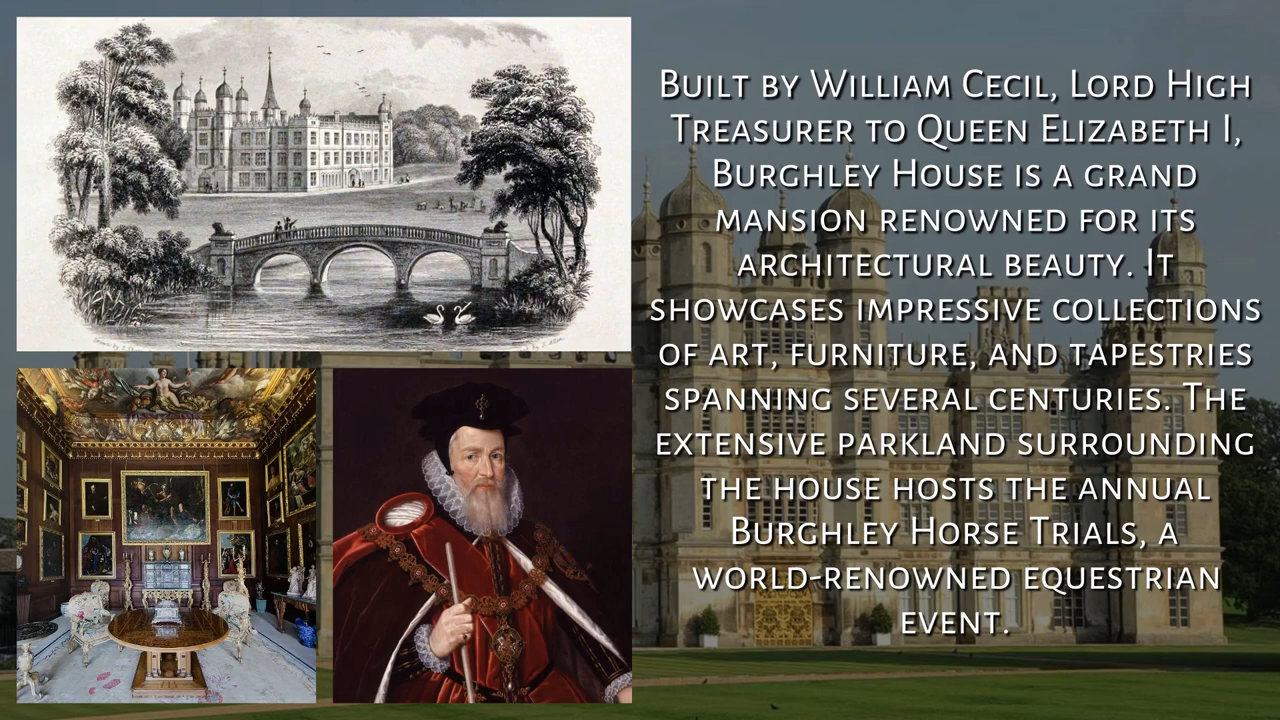 Built by William Cecil, Lord High
Treasurer to Queen Elizabeth I,
Burghley House is a grand
mansion renowned for its
architectural beauty. It
showcases impressive collections
of art, furniture, and tapestries
spanning several centuries. The
extensive parkland surrounding
the house hosts the annual
Burghley Horse Trials, a
world-renowned equestrian
event.